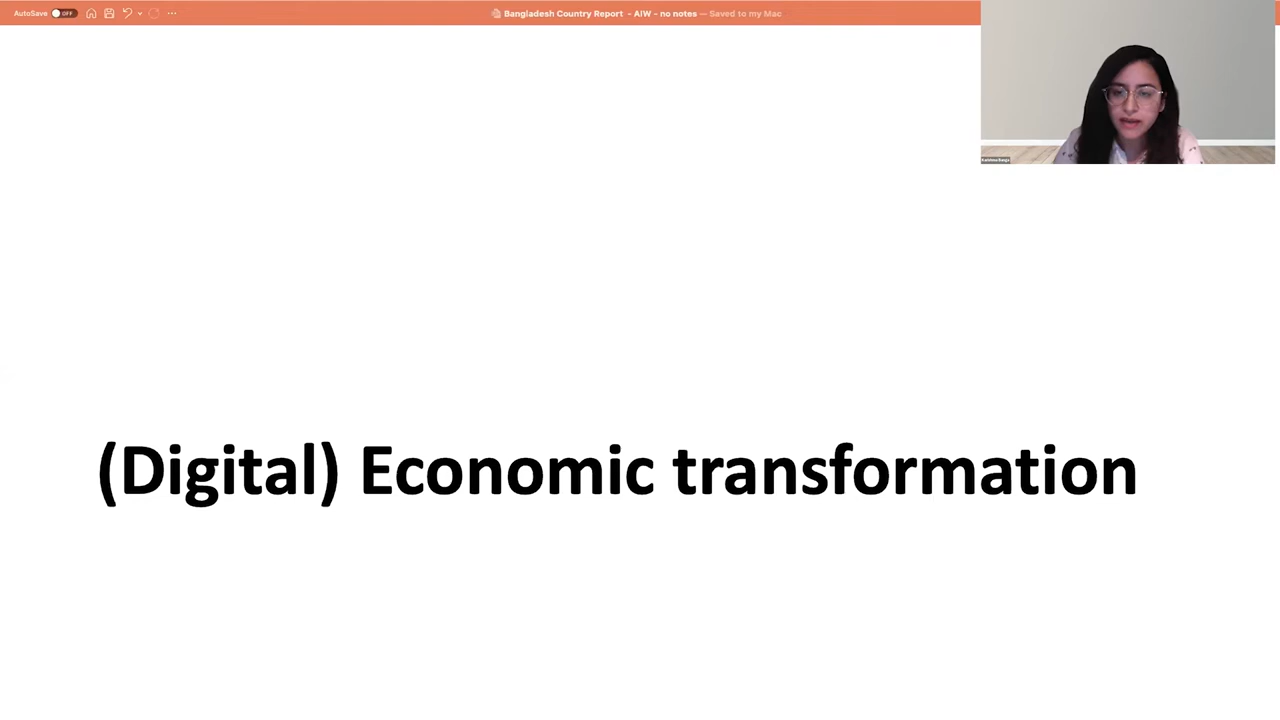 AutoSave OFF
Bangladesh Country Report - AIW - no notes — Saved to my Mac
(Digital) Economic transformation